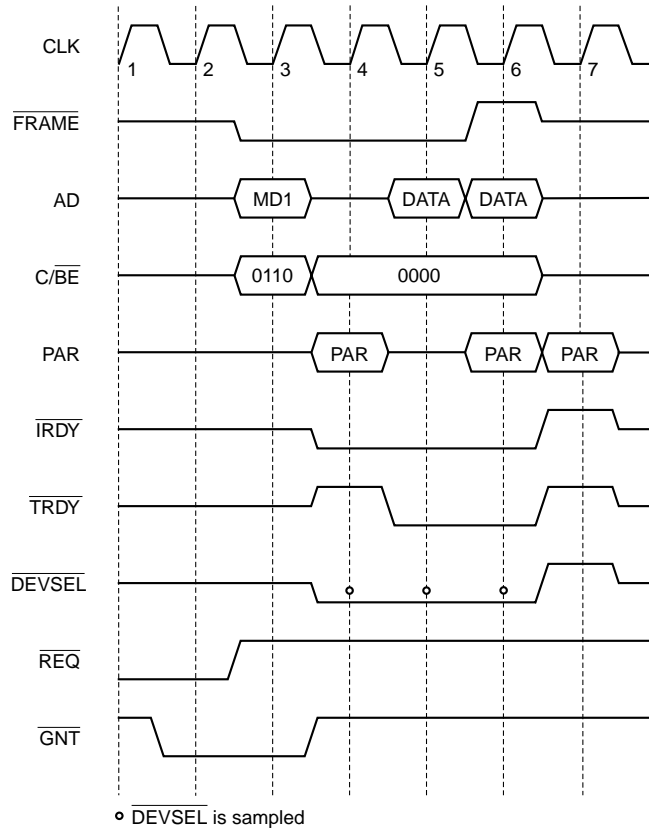 CLK
1 2 3 4 5 6 7
FRAME
AD MD1 DATA DATA
C/BE 0110 0000
PAR PAR PAR PAR
IRDY
TRDY
DEVSEL
REQ
GNT
DEVSEL is sampled